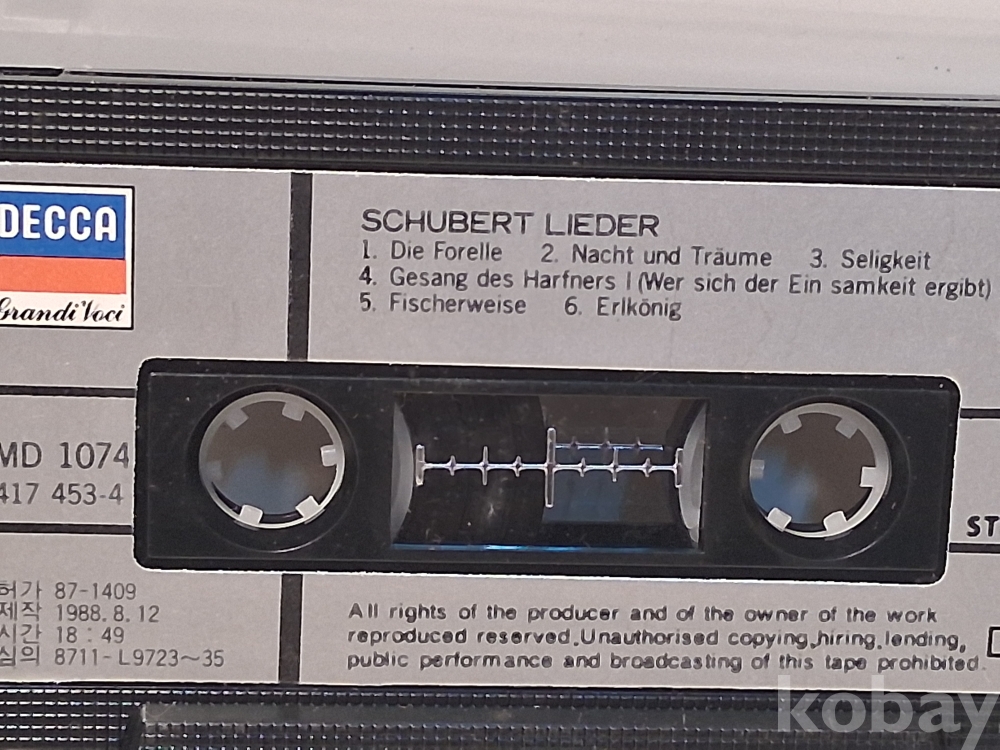 DECCA
Grandi Voci
SCHUBERT LIEDER
1. Die Forelle 2. Nacht und Träume 3. Seligkeit
4. Gesang des Harfners I (Wer sich der Ein samkeit ergibt)
5. Fischerweise 6. Erlkönig
MD 1074
417 453-4
ST
허가 87-1409
제작 1988. 8. 12
시간 18 : 49
심의 8711-L9723~35
All rights of the producer and of the owner of the work
reproduced reserved.Unauthorised copying,hiring,lending,
public performance and broadcasting of this tape prohibited.
kobay